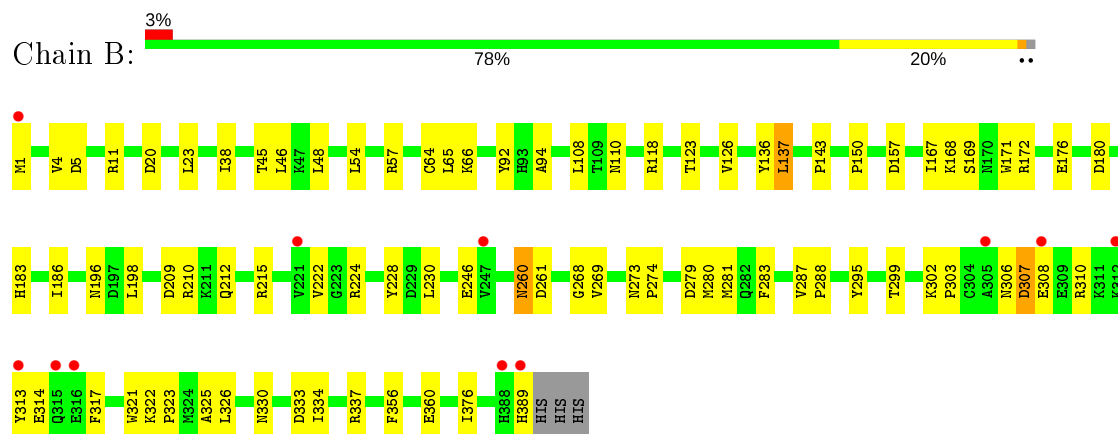 3%
Chain B:
78%
20%
M1 V4 D5 R11 D20 L23 I38 T45 L46 K47 L48 L54 R57 C64 L65 K66 Y92 H93 A94 L108 T109 N110 R118 T123 V126 Y136 L137 P143 P150 D157 I167 K168 S169 N170 W171 R172 E176 D180
H183 I186 N196 D197 L198 D209 R210 K211 Q212 R215 V221 V222 G223 R224 Y228 D229 L230 E246 V247 N260 D261 G268 V269 N273 P274 D279 M280 M281 Q282 F283 V287 P288 Y295 T299 K302 P303 C304 A305 N306 D307 E308 E309 R310 K311 K312
Y313 E314 Q315 E316 F317 W321 K322 P323 M324 A325 L326 N330 D333 I334 R337 F356 E360 I376 H388 H389 HIS HIS HIS